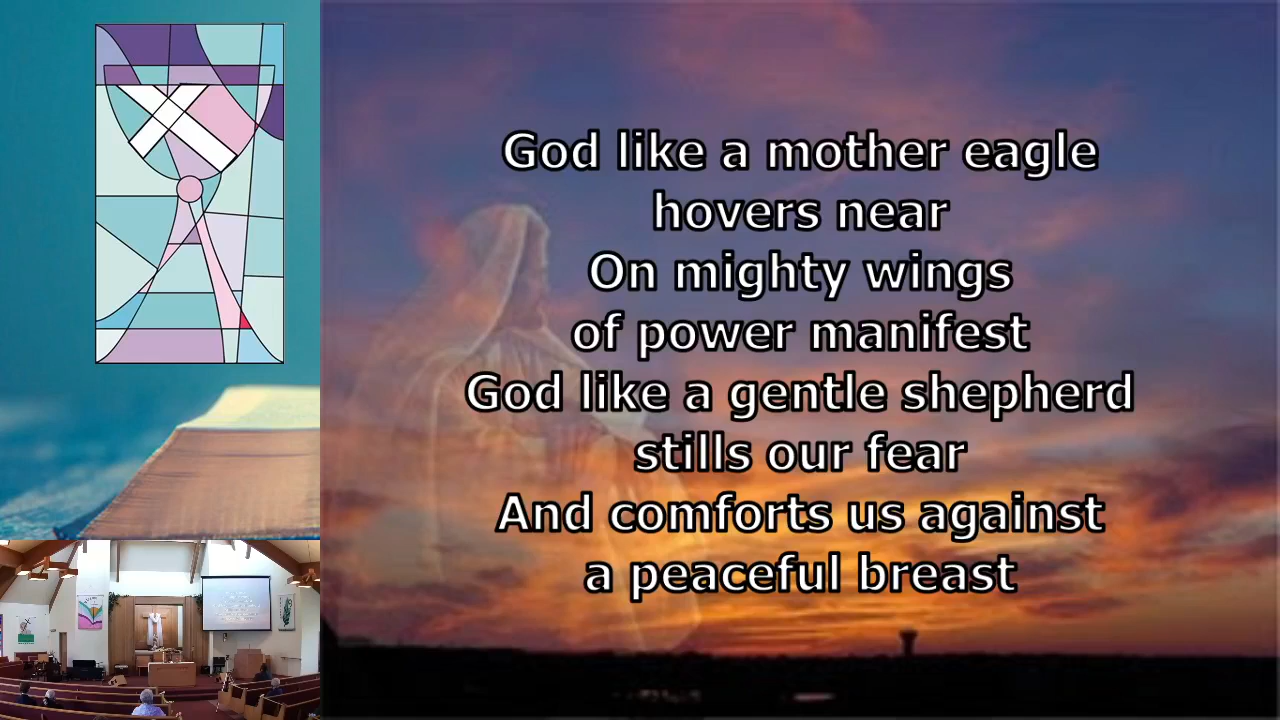 God like a mother eagle
hovers near
On mighty wings
of power manifest
God like a gentle shepherd
stills our fear
And comforts us against
a peaceful breast